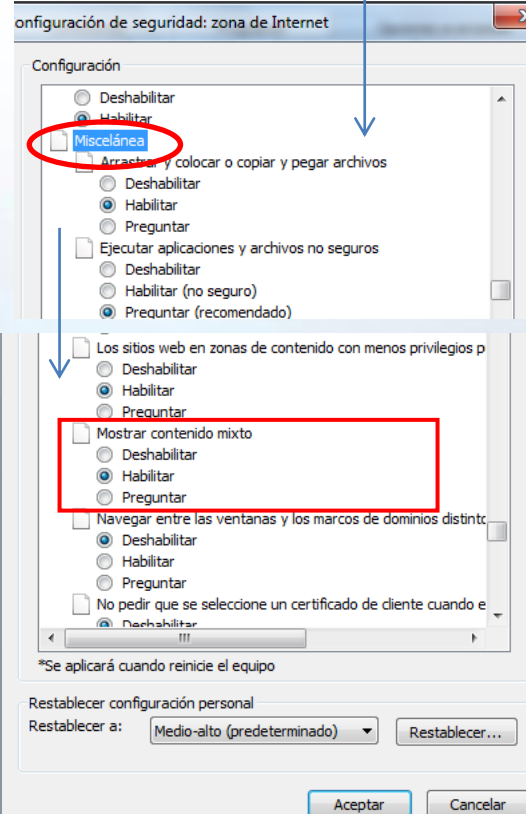 onfiguración de seguridad: zona de Internet
Configuración
Deshabilitar
Habilitar
Miscelánea
Arrastrar y colocar o copiar y pegar archivos
Deshabilitar
Habilitar
Preguntar
Ejecutar aplicaciones y archivos no seguros
Deshabilitar
Habilitar (no seguro)
Preguntar (recomendado)
Los sitios web en zonas de contenido con menos privilegios p
Deshabilitar
Habilitar
Preguntar
Mostrar contenido mixto
Deshabilitar
Habilitar
Preguntar
Navegar entre las ventanas y los marcos de dominios distinto
Deshabilitar
Habilitar
Preguntar
No pedir que se seleccione un certificado de cliente cuando e
Deshabilitar
*Se aplicará cuando reinicie el equipo
Restablecer configuración personal
Restablecer a: Medio-alto (predeterminado) Restablecer...
Aceptar Cancelar